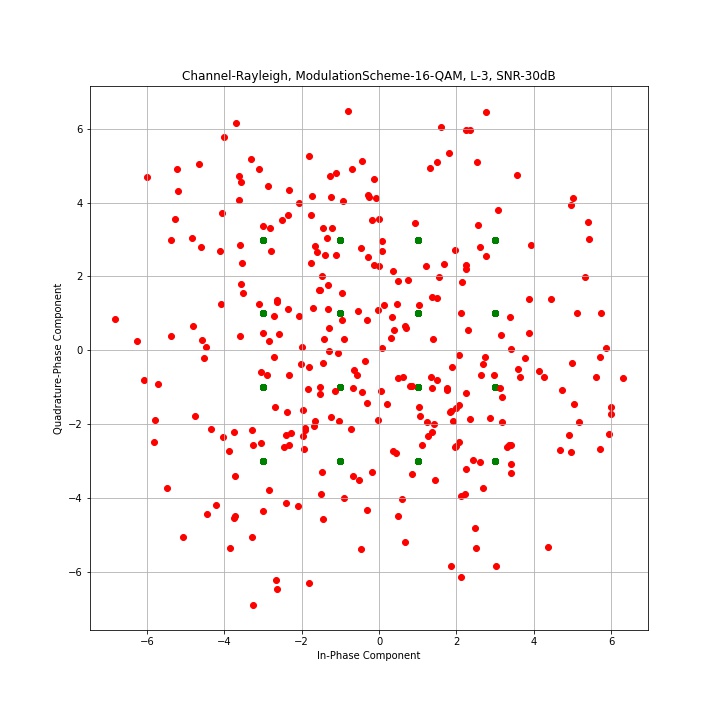 Channel-Rayleigh, ModulationScheme-16-QAM, L-3, SNR-30dB
6
4
2
0
−2
−4
−6
Quadrature-Phase Component
−6 −4 −2 0 2 4 6
In-Phase Component